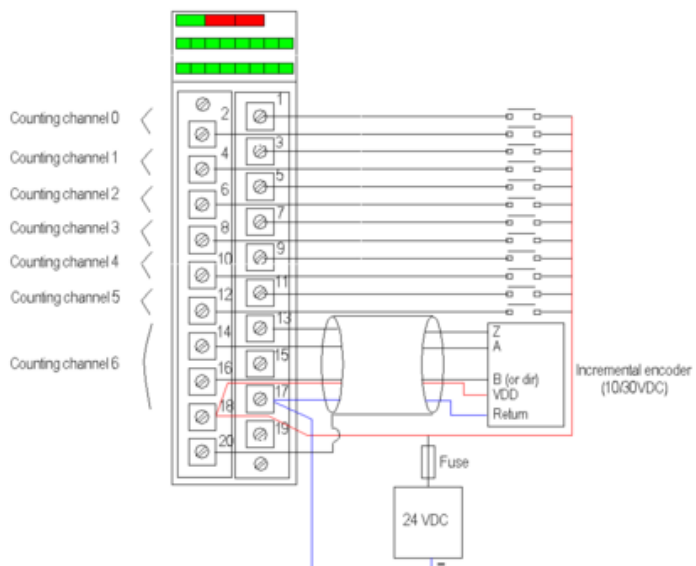 Counting channel 0
Counting channel 1
Counting channel 2
Counting channel 3
Counting channel 4
Counting channel 5
Counting channel 6
1
2
3
4
5
6
7
8
9
10
11
12
13
14
15
16
17
18
19
20
Z
A
B (or dir)
VDD
Return
Incremental encoder
(10/30VDC)
Fuse
24 VDC